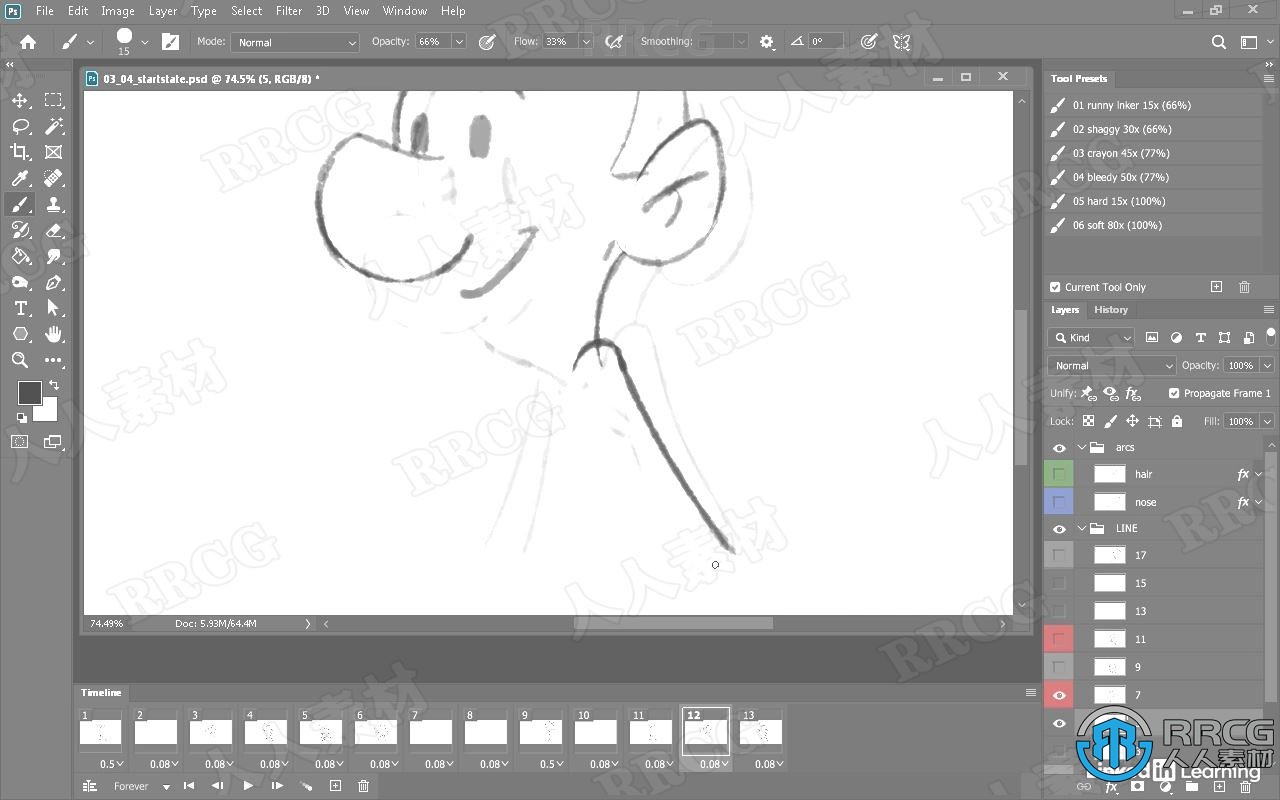 Ps File Edit Image Layer Type Select Filter 3D View Window Help
15 Mode: Normal Opacity: 66% Flow: 33% Smoothing: 0°
Ps 03_04_startstate.psd @ 74.5% (5, RGB/8) *
Tool Presets
01 runny inker 15x (66%)
02 shaggy 30x (66%)
03 crayon 45x (77%)
04 bleedy 50x (77%)
05 hard 15x (100%)
06 soft 80x (100%)
Current Tool Only
Layers History
Kind
Normal Opacity: 100%
Unify: Propagate Frame 1
Lock: Fill: 100%
arcs
hair fx
nose fx
LINE
17
15
13
11
9
7
74.49% Doc: 5.93M/64.4M
Timeline
1 2 3 4 5 6 7 8 9 10 11 12 13
0.5 0.08 0.08 0.08 0.08 0.08 0.08 0.08 0.5 0.08 0.08 0.08 0.08
Forever
RRCG
人人素材
Linked in Learning